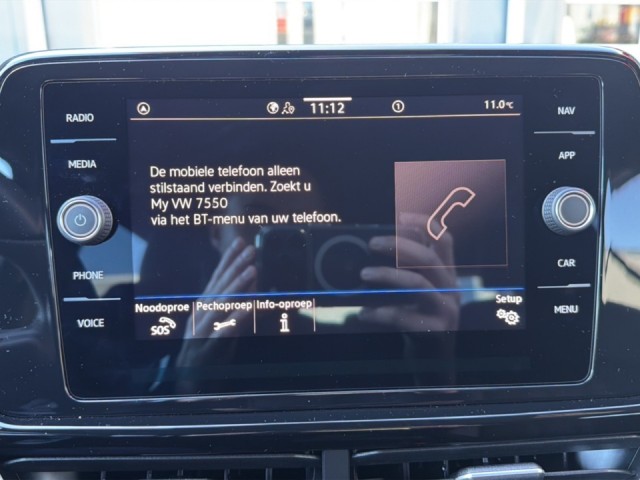 RADIO
MEDIA
PHONE
VOICE
11:12
1
11.0°C
De mobiele telefoon alleen
stilstaand verbinden. Zoekt u
My VW 7550
via het BT-menu van uw telefoon.
Noodoproe
Pechoproep
Info-oproep
Setup
SOS
i
NAV
APP
CAR
MENU